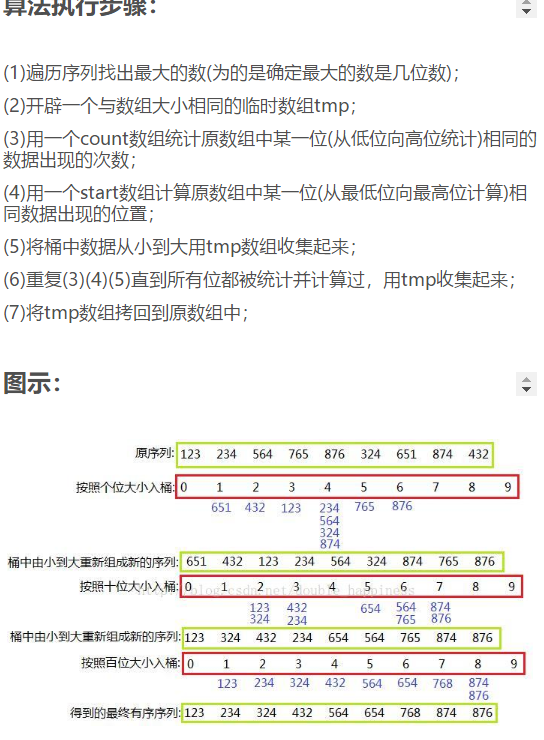 算法执行步骤：
(1)遍历序列找出最大的数(为的是确定最大的数是几位数)；
(2)开辟一个与数组大小相同的临时数组tmp；
(3)用一个count数组统计原数组中某一位(从低位向高位统计)相同的
数据出现的次数；
(4)用一个start数组计算原数组中某一位(从最低位向最高位计算)相
同数据出现的位置；
(5)将桶中数据从小到大用tmp数组收集起来；
(6)重复(3)(4)(5)直到所有位都被统计并计算过，用tmp收集起来；
(7)将tmp数组拷回到原数组中；
图示：
原序列: 123 234 564 765 876 324 651 874 432
按照个位大小入桶: 0 1 2 3 4 5 6 7 8 9
651 432 123 234 765 876
564
324
874
桶中由小到大重新组成新的序列: 651 432 123 234 564 324 874 765 876
按照十位大小入桶: 0 1 2 3 4 5 6 7 8 9
123 432 654 564 874
324 234 765 876
桶中由小到大重新组成新的序列: 123 324 432 234 654 564 765 874 876
按照百位大小入桶: 0 1 2 3 4 5 6 7 8 9
123 234 324 432 564 654 768 874
876
得到的最终有序序列: 123 234 324 432 564 654 768 874 876